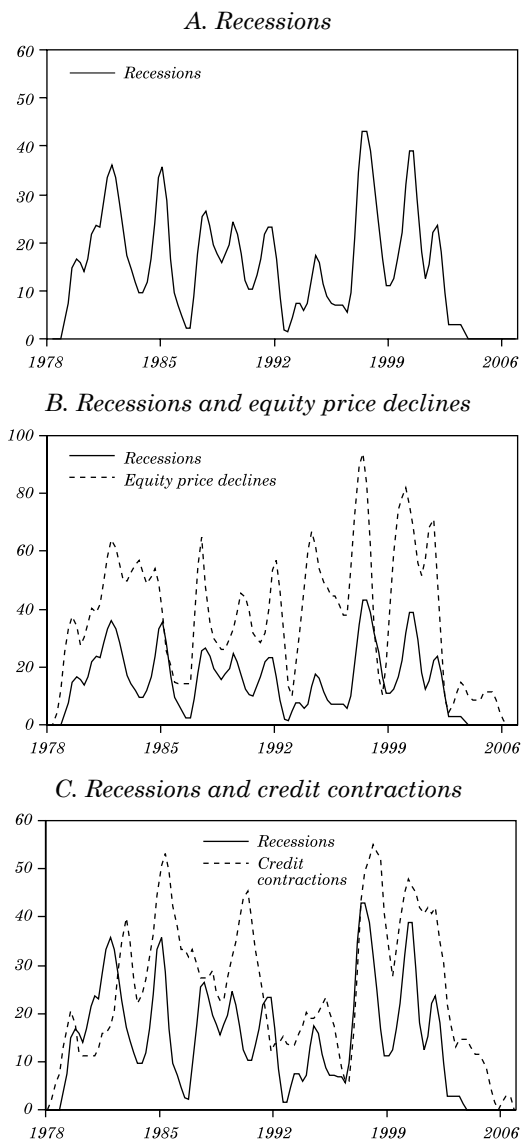 A. Recessions
60
Recessions
50
40
30
20
10
0
1978 1985 1992 1999 2006
B. Recessions and equity price declines
100
Recessions
Equity price declines
80
60
40
20
0
1978 1985 1992 1999 2006
C. Recessions and credit contractions
60
Recessions
Credit
contractions
50
40
30
20
10
0
1978 1985 1992 1999 2006